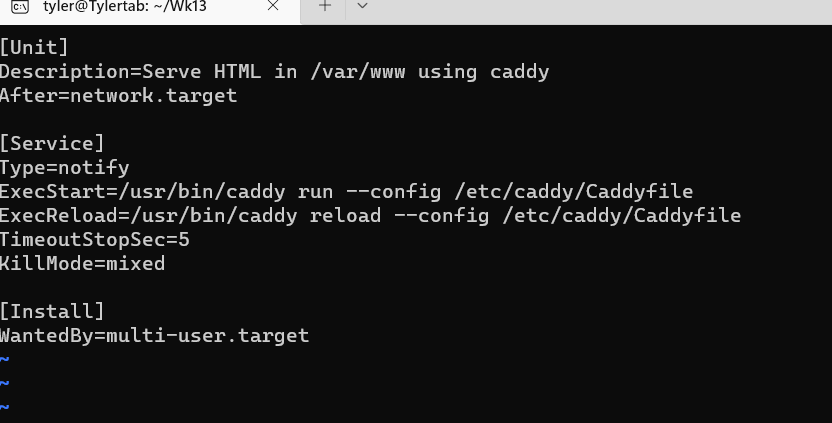 tyler@Tylertab: ~/Wk13
[Unit]
Description=Serve HTML in /var/www using caddy
After=network.target
[Service]
Type=notify
ExecStart=/usr/bin/caddy run --config /etc/caddy/Caddyfile
ExecReload=/usr/bin/caddy reload --config /etc/caddy/Caddyfile
TimeoutStopSec=5
KillMode=mixed
[Install]
WantedBy=multi-user.target
~
~
~